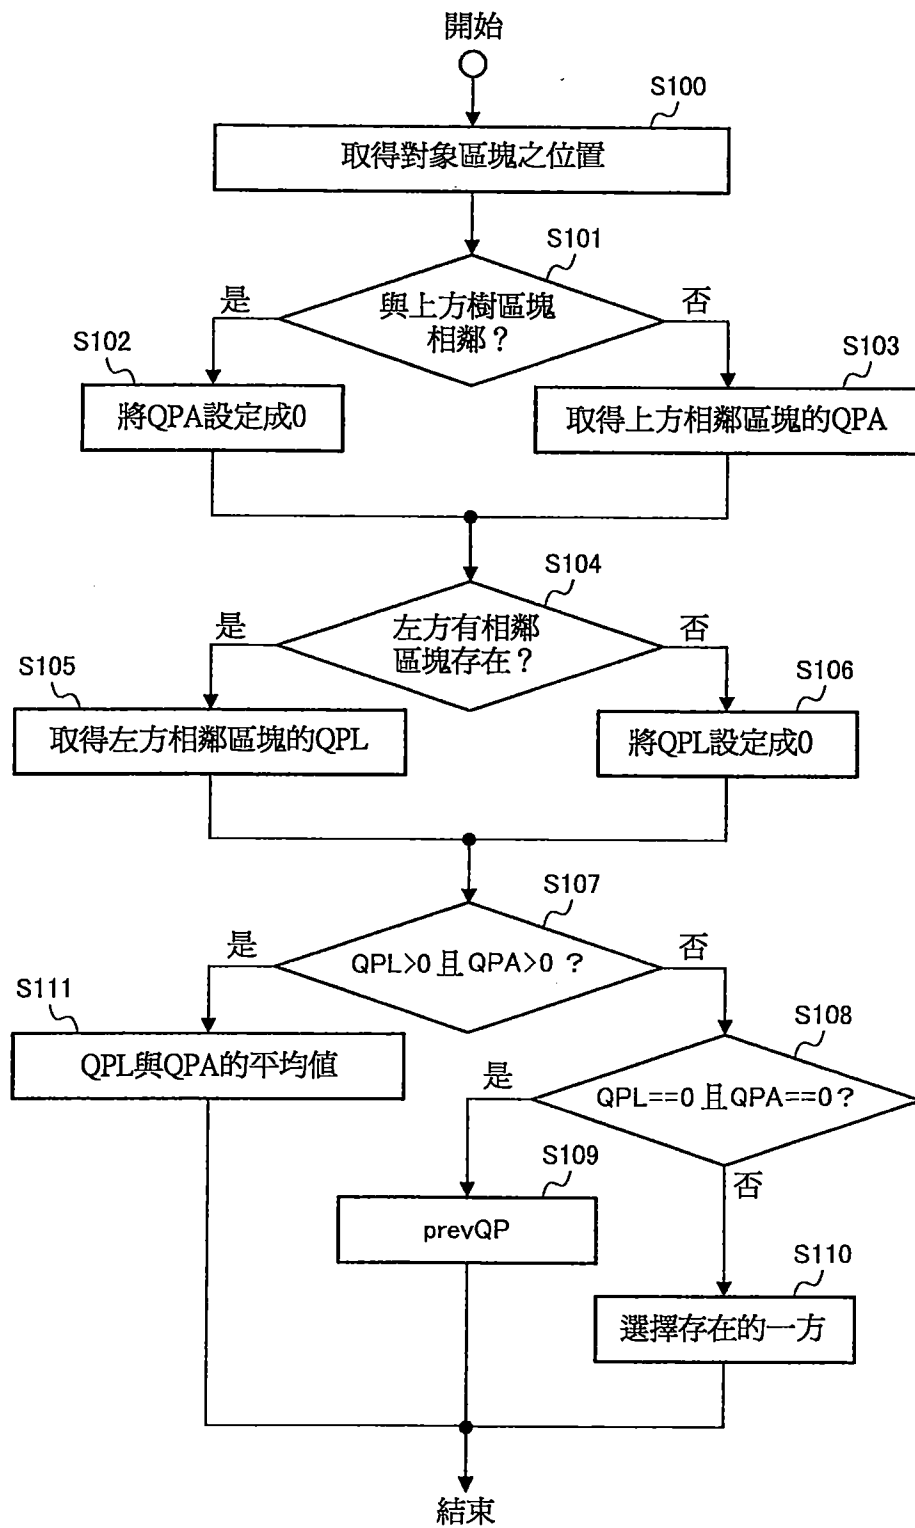 開始
S100
取得對象區塊之位置
S101
與上方樹區塊
相鄰？
是
否
S102
將QPA設定成0
S103
取得上方相鄰區塊的QPA
S104
左方有相鄰
區塊存在？
是
否
S105
取得左方相鄰區塊的QPL
S106
將QPL設定成0
S107
QPL>0 且 QPA>0 ？
是
否
S111
QPL與QPA的平均值
S108
QPL==0 且 QPA==0？
是
否
S109
prevQP
S110
選擇存在的一方
結束